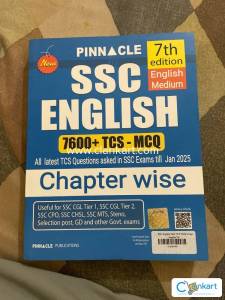 PINNACLE
7th
edition
New
English
Medium
SSC
ENGLISH
7600+ TCS - MCQ
All latest TCS Questions asked in SSC Exams till Jan 2025
Chapter wise
Useful for SSC CGL Tier 1, SSC CGL Tier 2,
SSC CPO, SSC CHSL, SSC MTS, Steno,
Selection post, GD and other Govt. exams
PINNACLE PUBLICATIONS
Clankart